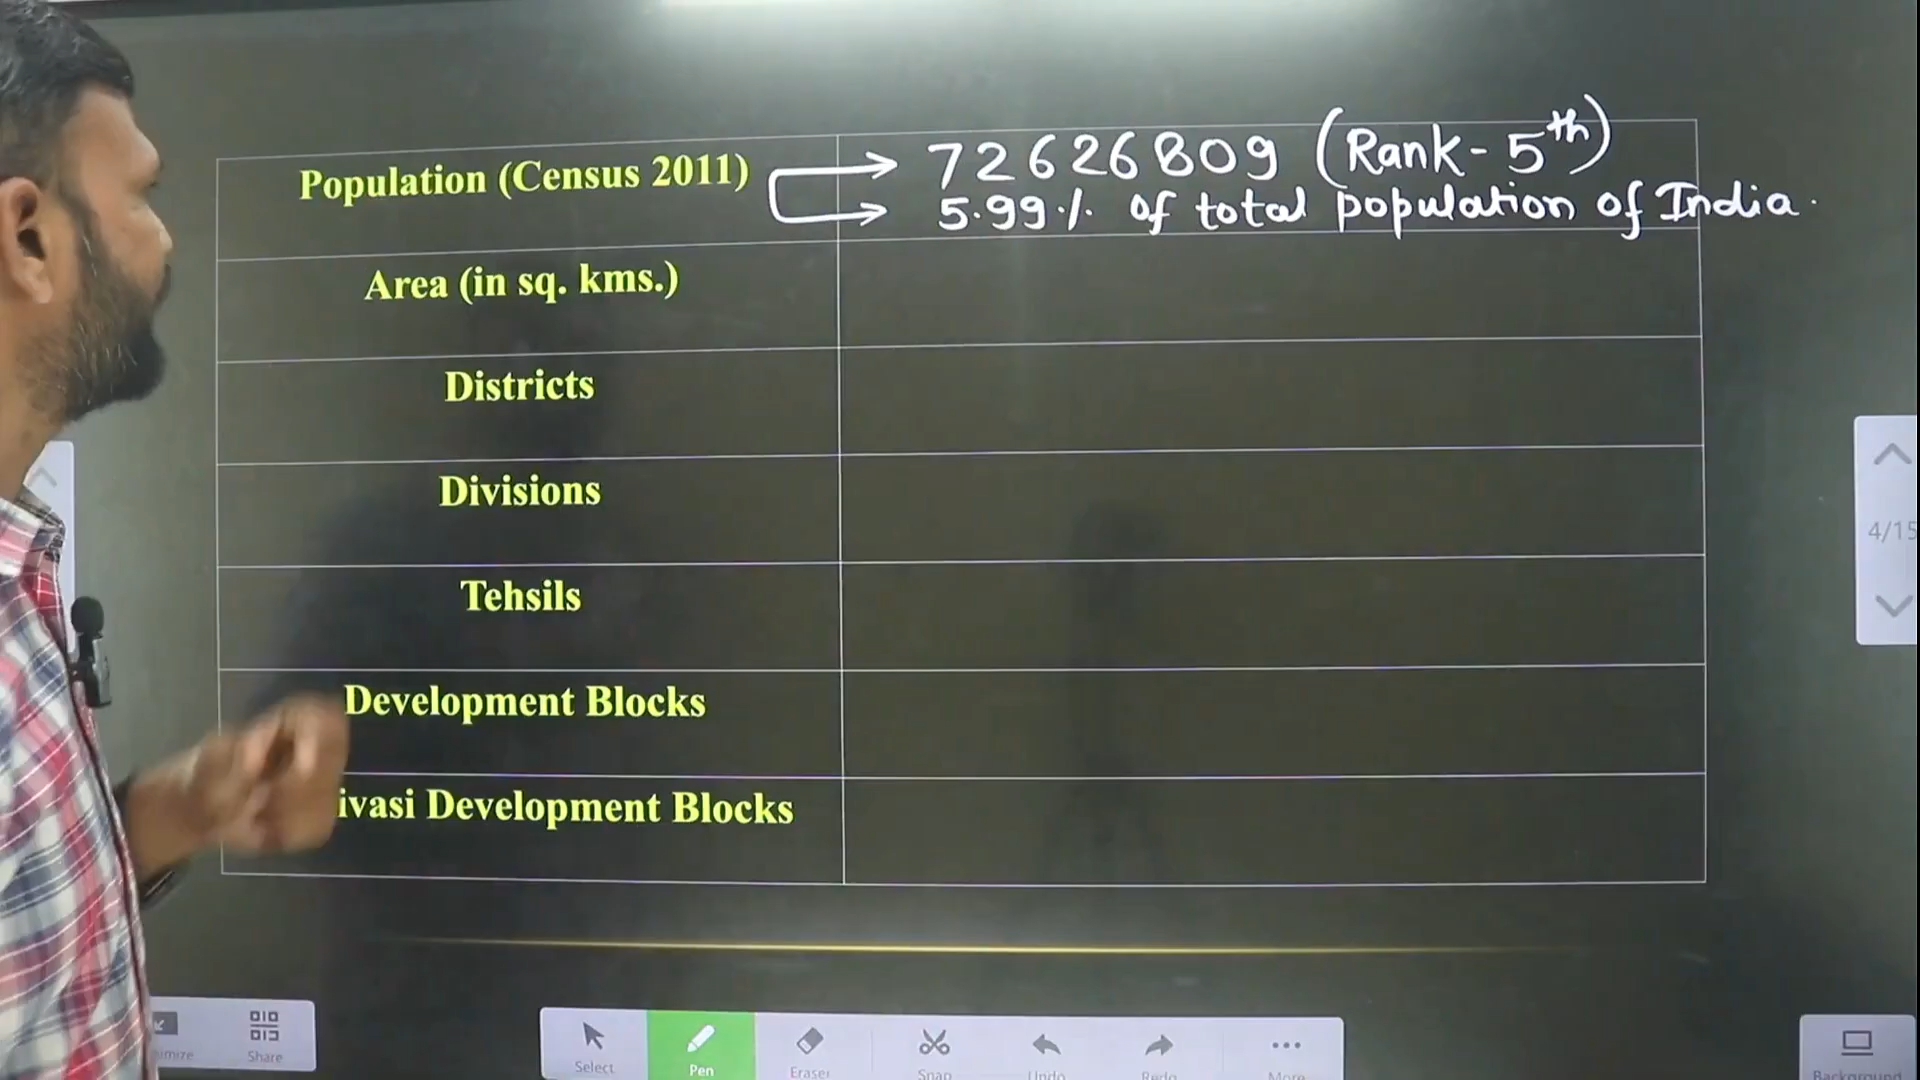 Population (Census 2011)
72626809 (Rank - 5th)
5.99 % of total population of India.
Area (in sq. kms.)
Districts
Divisions
4/15
Tehsils
Development Blocks
ivasi Development Blocks
Share
Select
Pen
Eraser
Snap
Undo
Redo
More
Background